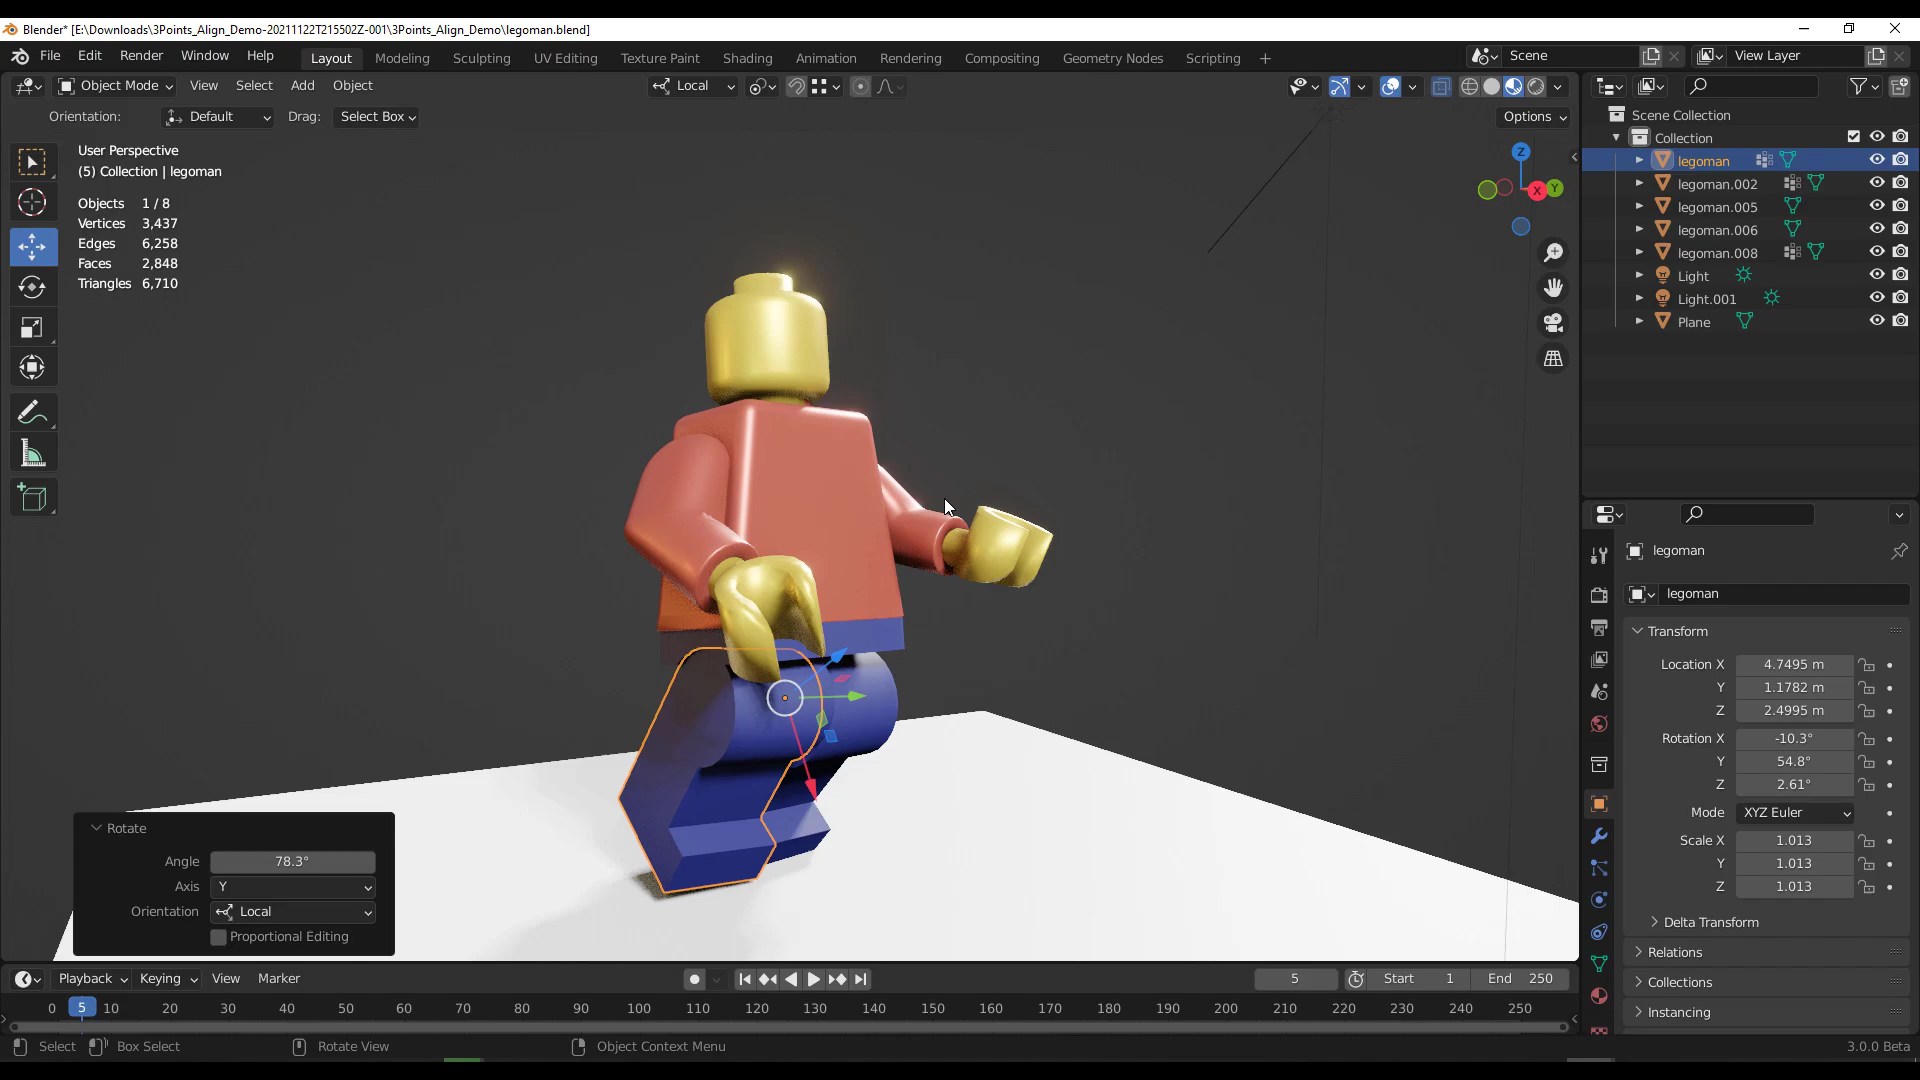 Blender* [E:\Downloads\3Points_Align_Demo-20211122T215502Z-001\3Points_Align_Demo\legoman.blend]
File Edit Render Window Help
Layout Modeling Sculpting UV Editing Texture Paint Shading Animation Rendering Compositing Geometry Nodes Scripting +
Scene
View Layer
Object Mode View Select Add Object
Local
Orientation: Default Drag: Select Box
Options
User Perspective
(5) Collection | legoman
Objects 1 / 8
Vertices 3,437
Edges 6,258
Faces 2,848
Triangles 6,710
Z
X
Y
Scene Collection
Collection
legoman
legoman.002
legoman.005
legoman.006
legoman.008
Light
Light.001
Plane
legoman
legoman
Transform
Location X 4.7495 m
Y 1.1782 m
Z 2.4995 m
Rotation X -10.3°
Y 54.8°
Z 2.61°
Mode XYZ Euler
Scale X 1.013
Y 1.013
Z 1.013
Delta Transform
Relations
Collections
Instancing
Rotate
Angle 78.3°
Axis Y
Orientation Local
Proportional Editing
Playback Keying View Marker
5 Start 1 End 250
0 5 10 20 30 40 50 60 70 80 90 100 110 120 130 140 150 160 170 180 190 200 210 220 230 240 250
Select Box Select Rotate View Object Context Menu
3.0.0 Beta